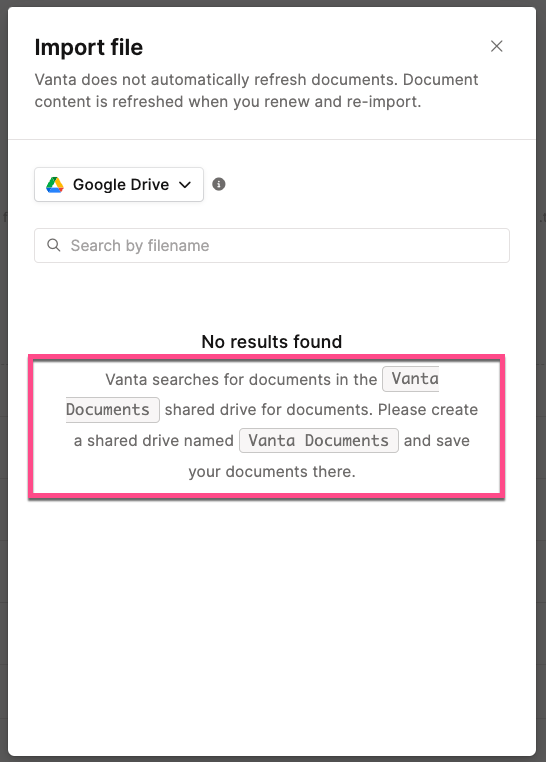 Import file
Vanta does not automatically refresh documents. Document
content is refreshed when you renew and re-import.
Google Drive
Search by filename
No results found
Vanta searches for documents in the Vanta
Documents shared drive for documents. Please create
a shared drive named Vanta Documents and save
your documents there.